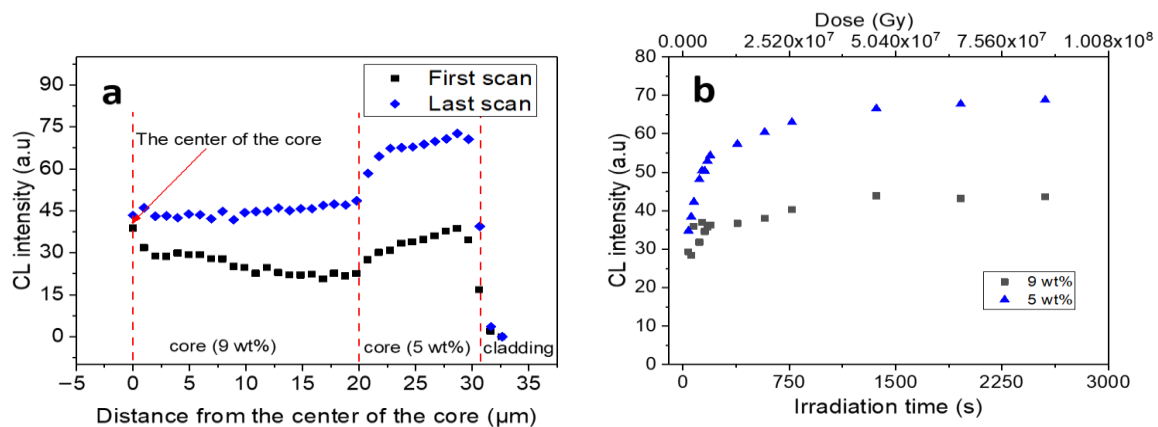 a
First scan
Last scan
The center of the core
CL intensity (a.u)
90
75
60
45
30
15
0
core (9 wt%)
core (5 wt%)
cladding
−5 0 5 10 15 20 25 30 35
Distance from the center of the core (µm)
Dose (Gy)
0.000 2.520x10⁷ 5.040x10⁷ 7.560x10⁷ 1.008x10⁸
b
CL intensity (a.u)
80
70
60
50
40
30
20
10
0
9 wt%
5 wt%
0 750 1500 2250 3000
Irradiation time (s)